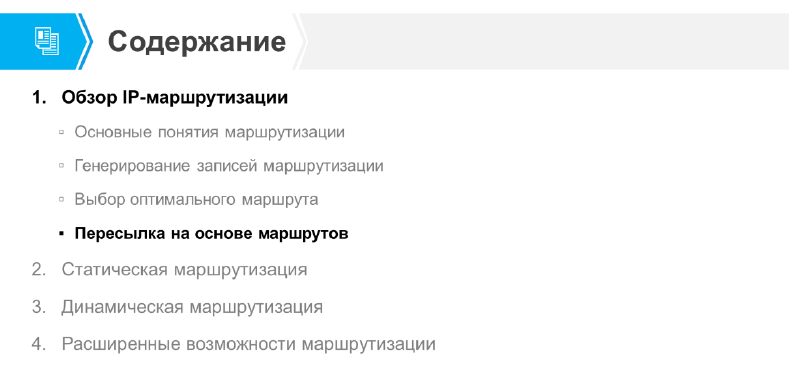 Содержание
1. Обзор IP-маршрутизации
▫ Основные понятия маршрутизации
▫ Генерирование записей маршрутизации
▫ Выбор оптимального маршрута
▪ Пересылка на основе маршрутов
2. Статическая маршрутизация
3. Динамическая маршрутизация
4. Расширенные возможности маршрутизации